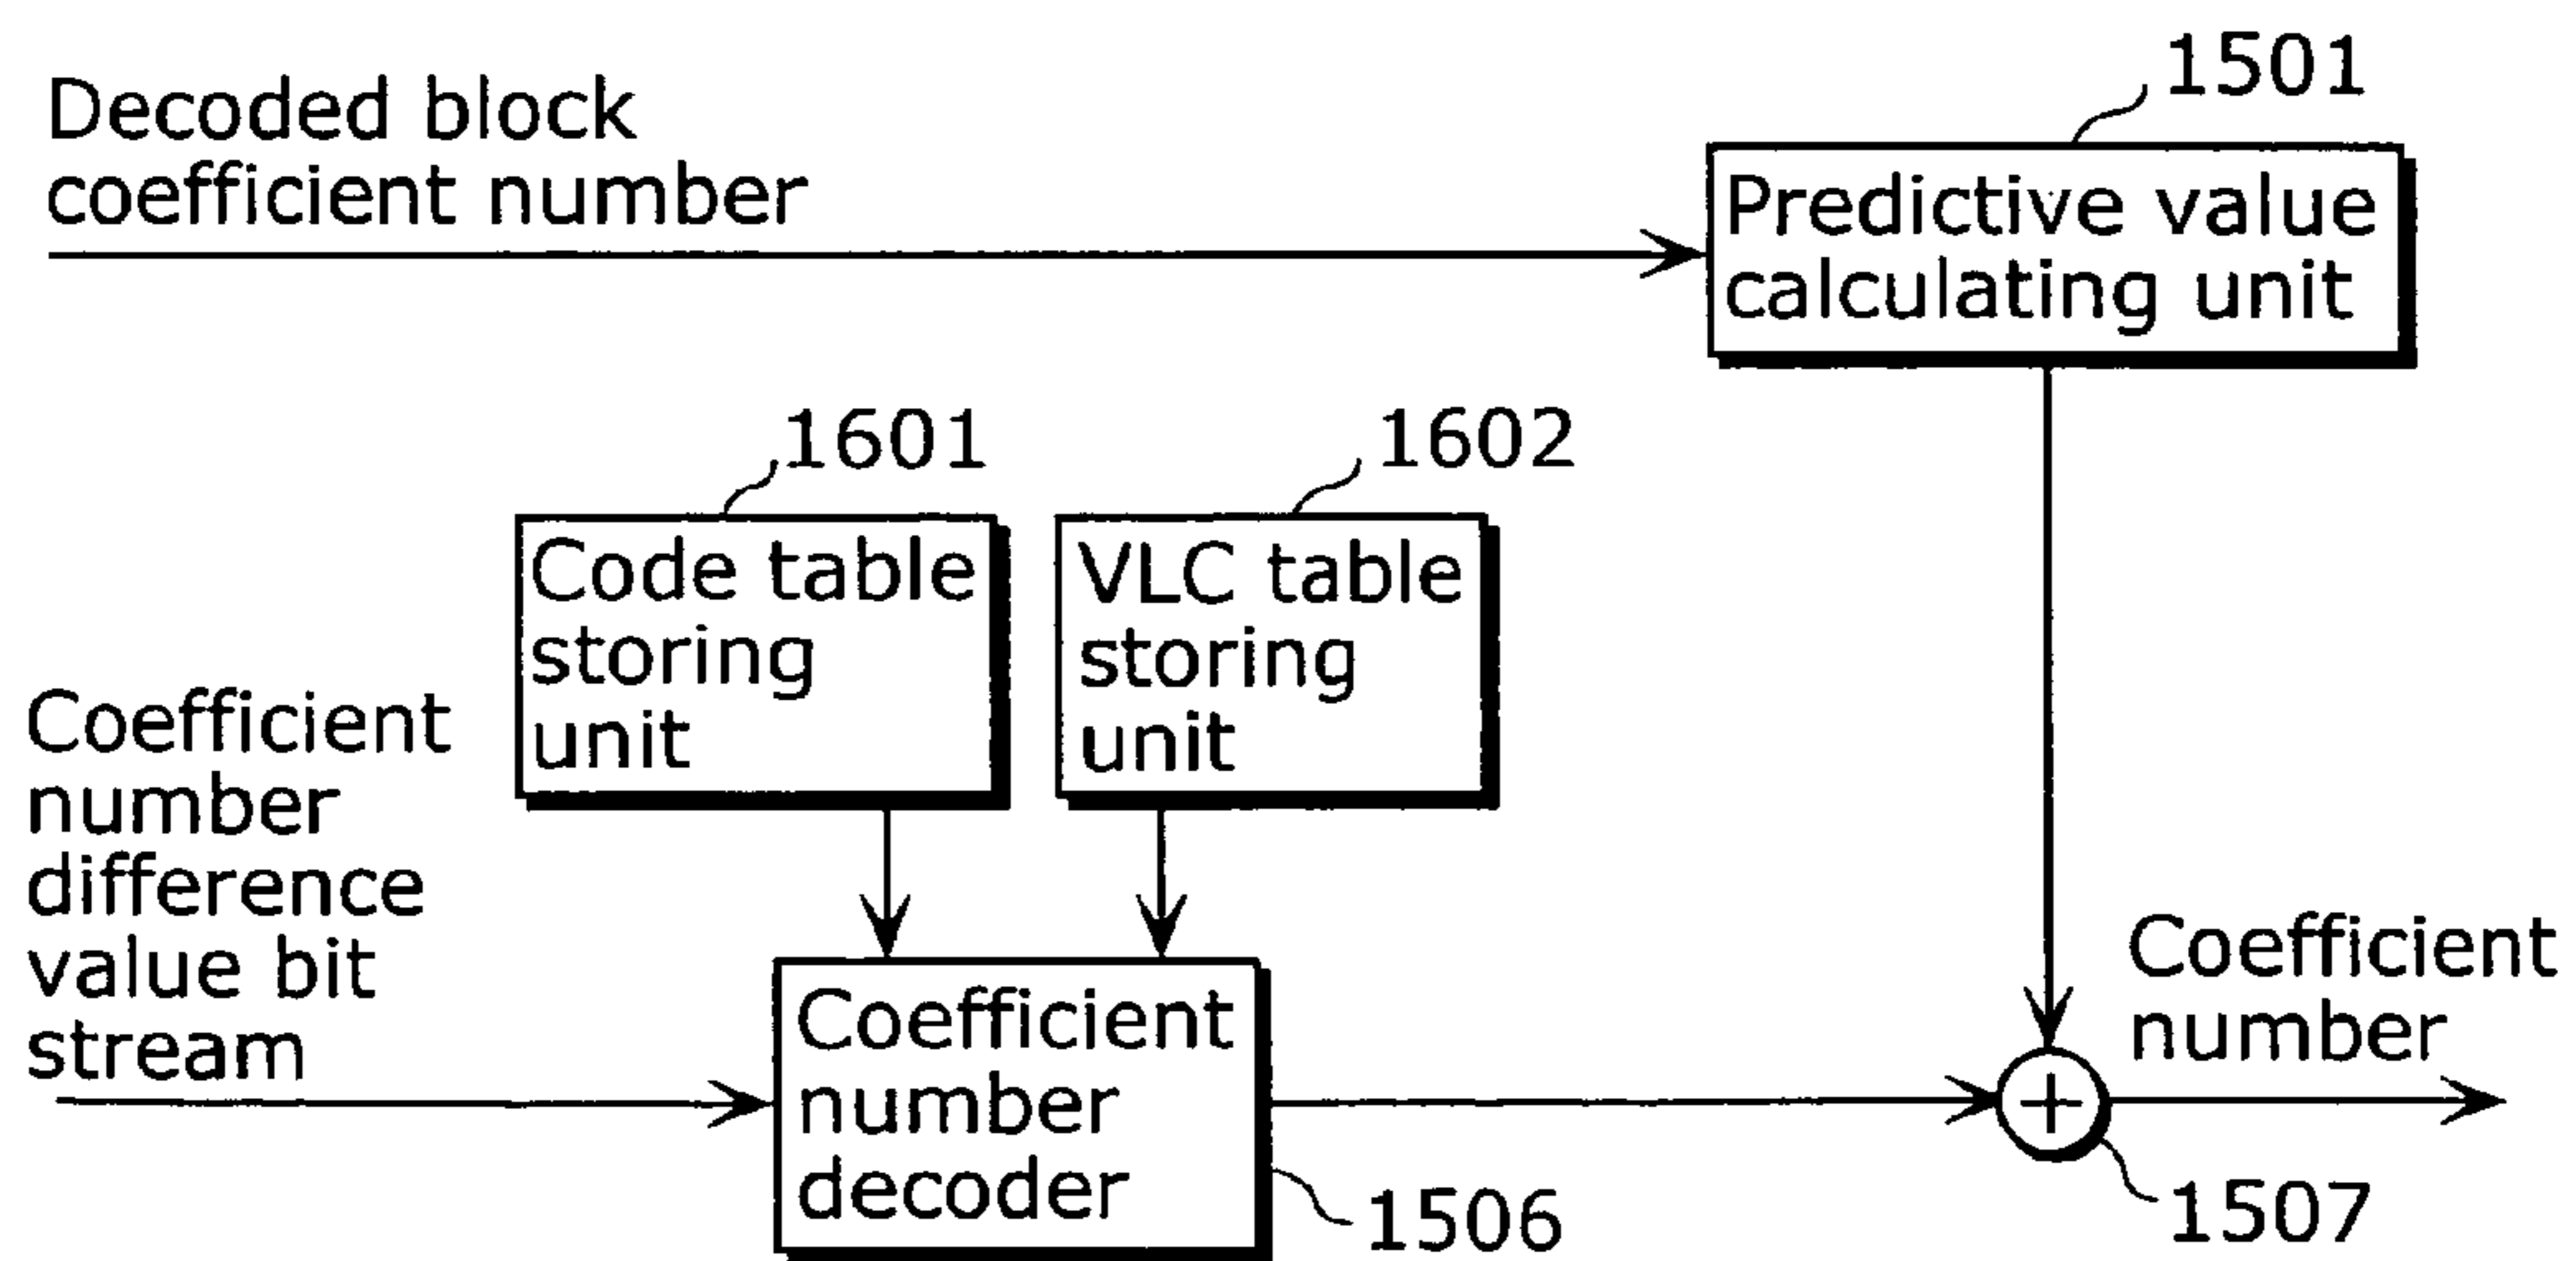 Decoded block
coefficient number
1501
Predictive value
calculating unit
1601
1602
Code table
storing
unit
VLC table
storing
unit
Coefficient
number
difference
value bit
stream
Coefficient
number
decoder
1506
+
Coefficient
number
1507